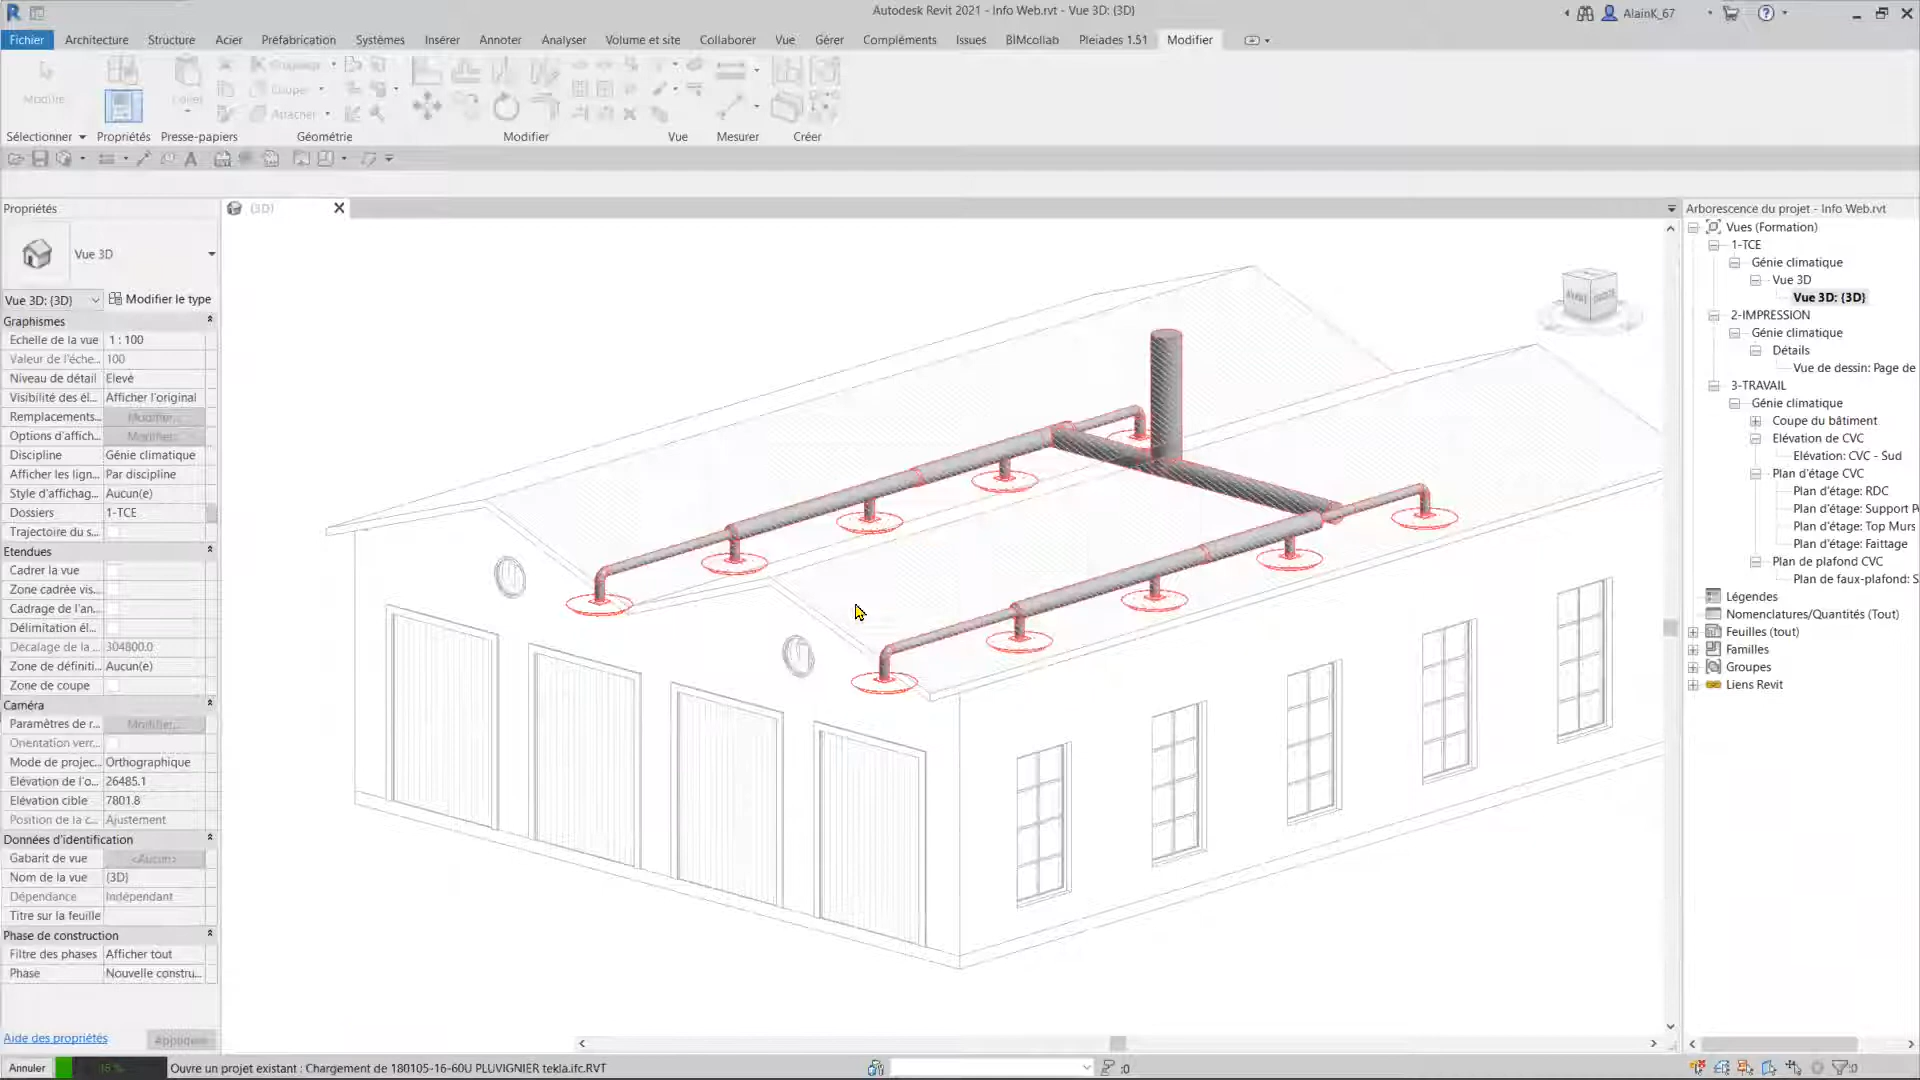 Autodesk Revit 2021 - Info Web.rvt - Vue 3D: {3D}
AlainK_67
Fichier
Architecture
Structure
Acier
Préfabrication
Systèmes
Insérer
Annoter
Analyser
Volume et site
Collaborer
Vue
Gérer
Compléments
Issues
BIMcollab
Pleiades 1.51
Modifier
Modifier
Coller
Couper
Attacher
Sélectionner
Propriétés
Presse-papiers
Géométrie
Modifier
Vue
Mesurer
Créer
Propriétés
{3D}
Vue 3D
Vue 3D: {3D}
Modifier le type
Graphismes
Echelle de la vue 1 : 100
Valeur de l'éche... 100
Niveau de détail Elevé
Visibilité des él... Afficher l'original
Remplacements... Modifier...
Options d'affich... Modifier...
Discipline Génie climatique
Afficher les lign... Par discipline
Style d'affichag... Aucun(e)
Dossiers 1-TCE
Trajectoire du s...
Etendues
Cadrer la vue
Zone cadrée vis...
Cadrage de l'an...
Délimitation él...
Décalage de la ... 304800.0
Zone de définiti... Aucun(e)
Zone de coupe
Caméra
Paramètres de r... Modifier...
Orientation verr...
Mode de projec... Orthographique
Elévation de l'o... 26485.1
Elévation cible 7801.8
Position de la c... Ajustement
Données d'identification
Gabarit de vue <Aucun>
Nom de la vue {3D}
Dépendance Indépendant
Titre sur la feuille
Phase de construction
Filtre des phases Afficher tout
Phase Nouvelle constru...
Aide des propriétés
Appliquer
Arborescence du projet - Info Web.rvt
Vues (Formation)
1-TCE
Génie climatique
Vue 3D
Vue 3D: {3D}
2-IMPRESSION
Génie climatique
Détails
Vue de dessin: Page de
3-TRAVAIL
Génie climatique
Coupe du bâtiment
Elévation de CVC
Elévation: CVC - Sud
Plan d'étage CVC
Plan d'étage: RDC
Plan d'étage: Support P
Plan d'étage: Top Murs
Plan d'étage: Faittage
Plan de plafond CVC
Plan de faux-plafond: S
Légendes
Nomenclatures/Quantités (Tout)
Feuilles (tout)
Familles
Groupes
Liens Revit
Annuler
Ouvre un projet existant : Chargement de 180105-16-60U PLUVIGNIER tekla.ifc.RVT
:0
:0